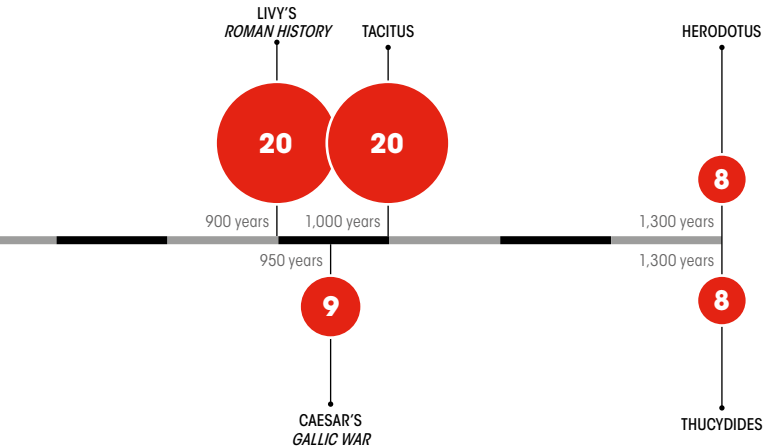 LIVY'S
ROMAN HISTORY
TACITUS
HERODOTUS
20
20
8
900 years
1,000 years
1,300 years
950 years
1,300 years
9
8
CAESAR'S
GALLIC WAR
THUCYDIDES